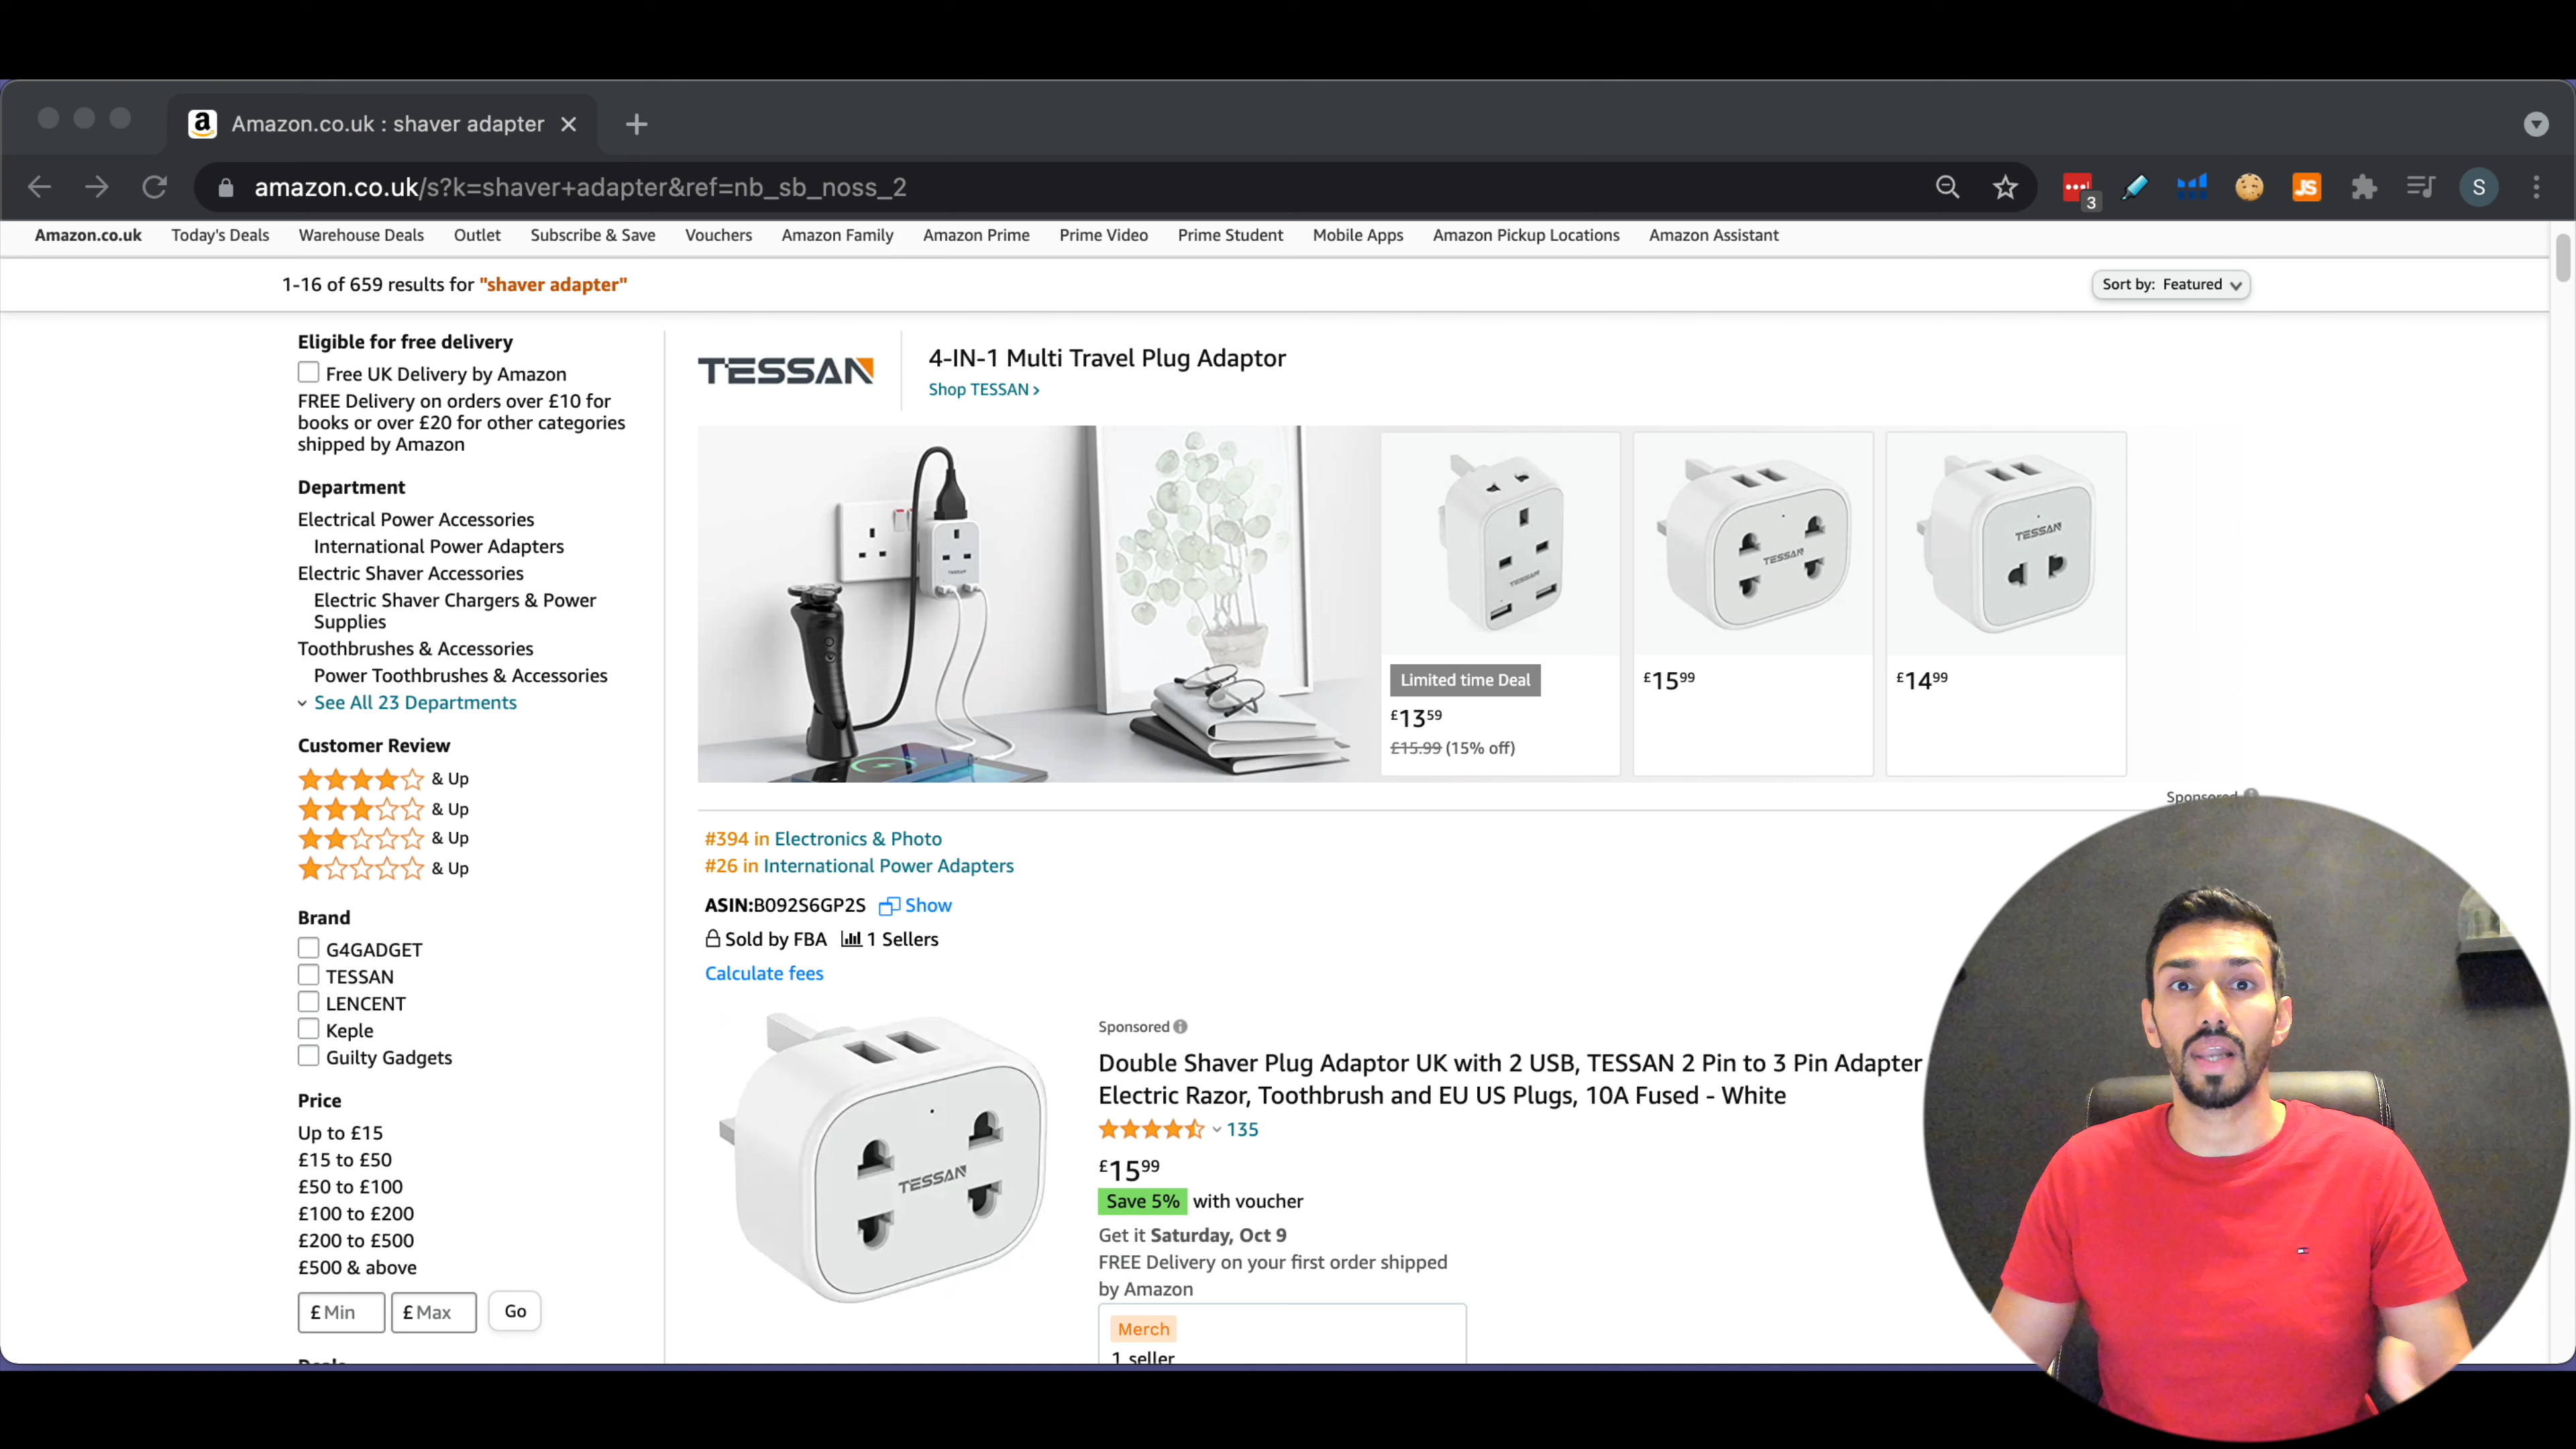 Amazon.co.uk : shaver adapter
amazon.co.uk/s?k=shaver+adapter&ref=nb_sb_noss_2
3
JS
S
Amazon.co.uk Today's Deals Warehouse Deals Outlet Subscribe & Save Vouchers Amazon Family Amazon Prime Prime Video Prime Student Mobile Apps Amazon Pickup Locations Amazon Assistant
1-16 of 659 results for "shaver adapter"
Sort by: Featured
Eligible for free delivery
Free UK Delivery by Amazon
FREE Delivery on orders over £10 for
books or over £20 for other categories
shipped by Amazon
Department
Electrical Power Accessories
International Power Adapters
Electric Shaver Accessories
Electric Shaver Chargers & Power
Supplies
Toothbrushes & Accessories
Power Toothbrushes & Accessories
See All 23 Departments
Customer Review
& Up
& Up
& Up
& Up
Brand
G4GADGET
TESSAN
LENCENT
Keple
Guilty Gadgets
Price
Up to £15
£15 to £50
£50 to £100
£100 to £200
£200 to £500
£500 & above
£ Min £ Max Go
Deals
TESSAN
4-IN-1 Multi Travel Plug Adaptor
Shop TESSAN ›
TESSAN
TESSAN
TESSAN
Limited time Deal
£13 59
£15.99 (15% off)
£15 99
£14 99
Sponsored
#394 in Electronics & Photo
#26 in International Power Adapters
ASIN:B092S6GP2S Show
Sold by FBA 1 Sellers
Calculate fees
TESSAN
Sponsored
Double Shaver Plug Adaptor UK with 2 USB, TESSAN 2 Pin to 3 Pin Adapter
Electric Razor, Toothbrush and EU US Plugs, 10A Fused - White
135
£15 99
Save 5% with voucher
Get it Saturday, Oct 9
FREE Delivery on your first order shipped
by Amazon
Merch
1 seller